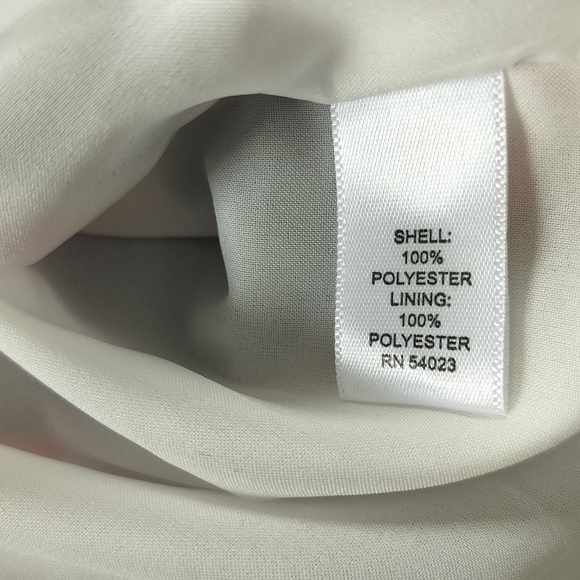 SHELL:
100%
POLYESTER
LINING:
100%
POLYESTER
RN 54023